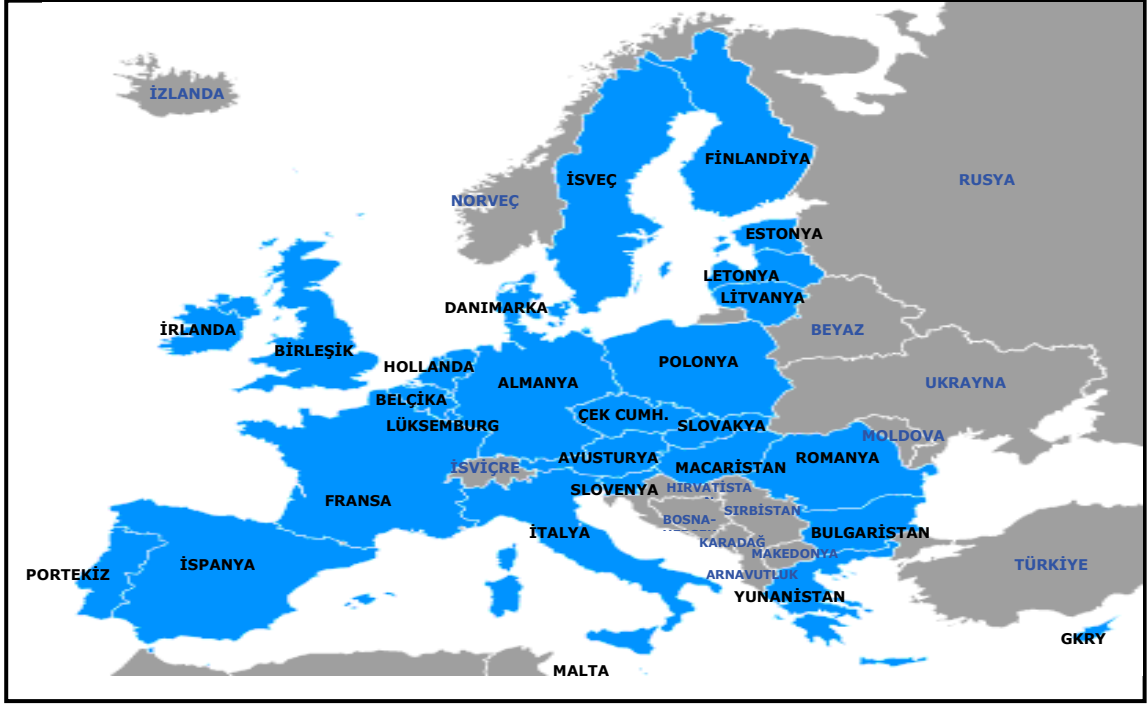 İZLANDA
FİNLANDİYA
İSVEÇ
RUSYA
NORVEÇ
ESTONYA
LETONYA
LİTVANYA
DANIMARKA
İRLANDA
BEYAZ
BİRLEŞİK
HOLLANDA
POLONYA
ALMANYA
UKRAYNA
BELÇİKA
ÇEK CUMH.
LÜKSEMBURG
SLOVAKYA
MOLDOVA
AVUSTURYA
ROMANYA
İSVİÇRE
MACARİSTAN
SLOVENYA
HIRVATİSTA
FRANSA
SIRBİSTAN
BOSNA-
İTALYA
BULGARİSTAN
KARADAĞ
MAKEDONYA
İSPANYA
TÜRKİYE
PORTEKİZ
ARNAVUTLUK
YUNANİSTAN
GKRY
MALTA